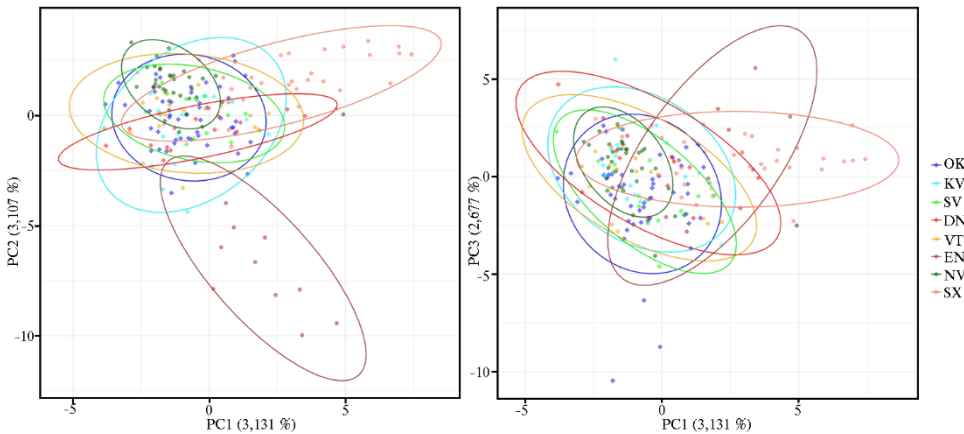 0
-5
-10
PC2 (3,107 %)
-5
0
5
PC1 (3,131 %)
5
0
-5
-10
PC3 (2,677 %)
-5
0
5
PC1 (3,131 %)
OK
KV
SV
DN
VT
EN
NV
SX